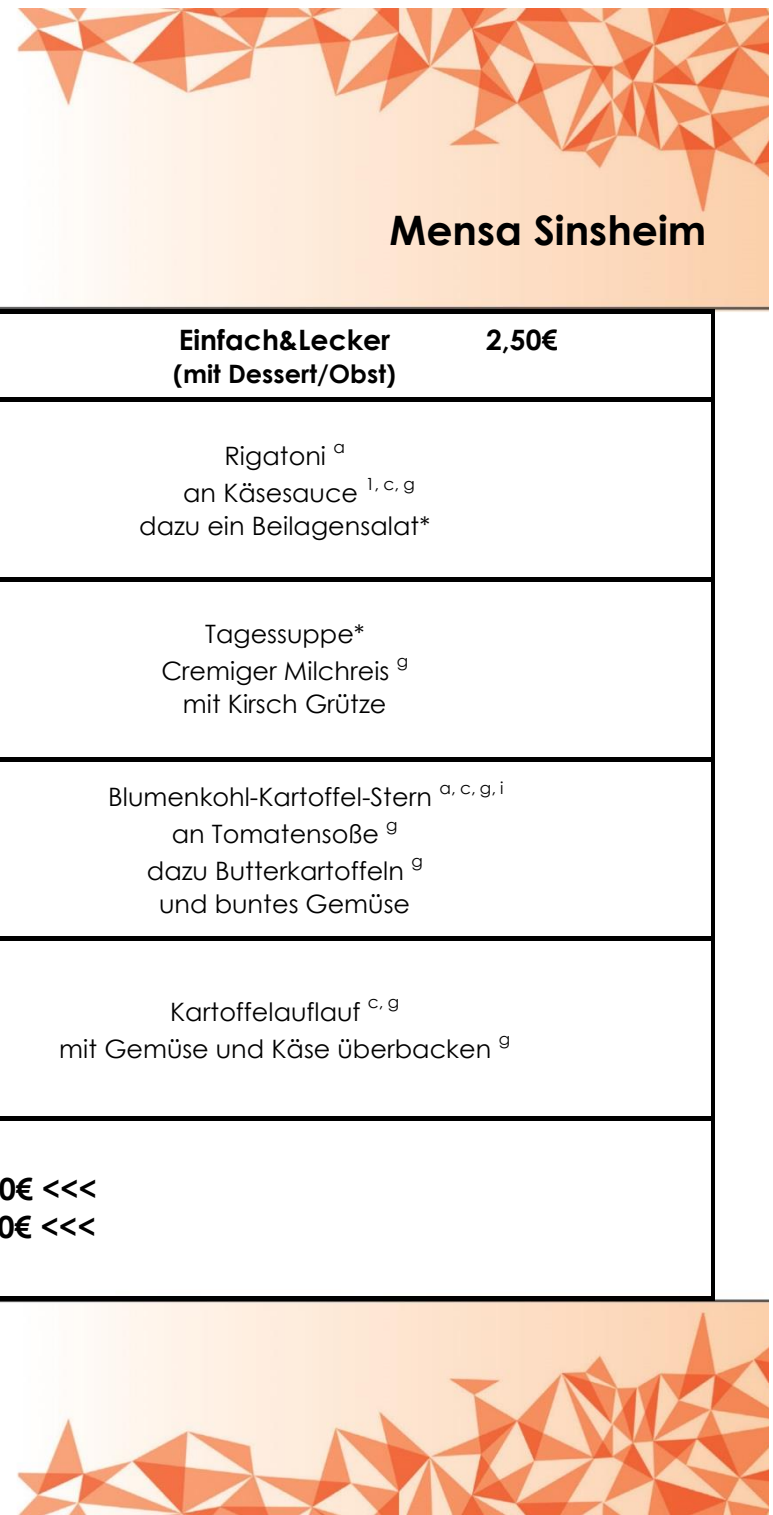 Mensa Sinsheim
Einfach&Lecker 2,50€
(mit Dessert/Obst)
Rigatoni a
an Käsesauce 1, c, g
dazu ein Beilagensalat*
Tagessuppe*
Cremiger Milchreis g
mit Kirsch Grütze
Blumenkohl-Kartoffel-Stern a, c, g, i
an Tomatensoße g
dazu Butterkartoffeln g
und buntes Gemüse
Kartoffelauflauf c, g
mit Gemüse und Käse überbacken g
0€ <<<
0€ <<<